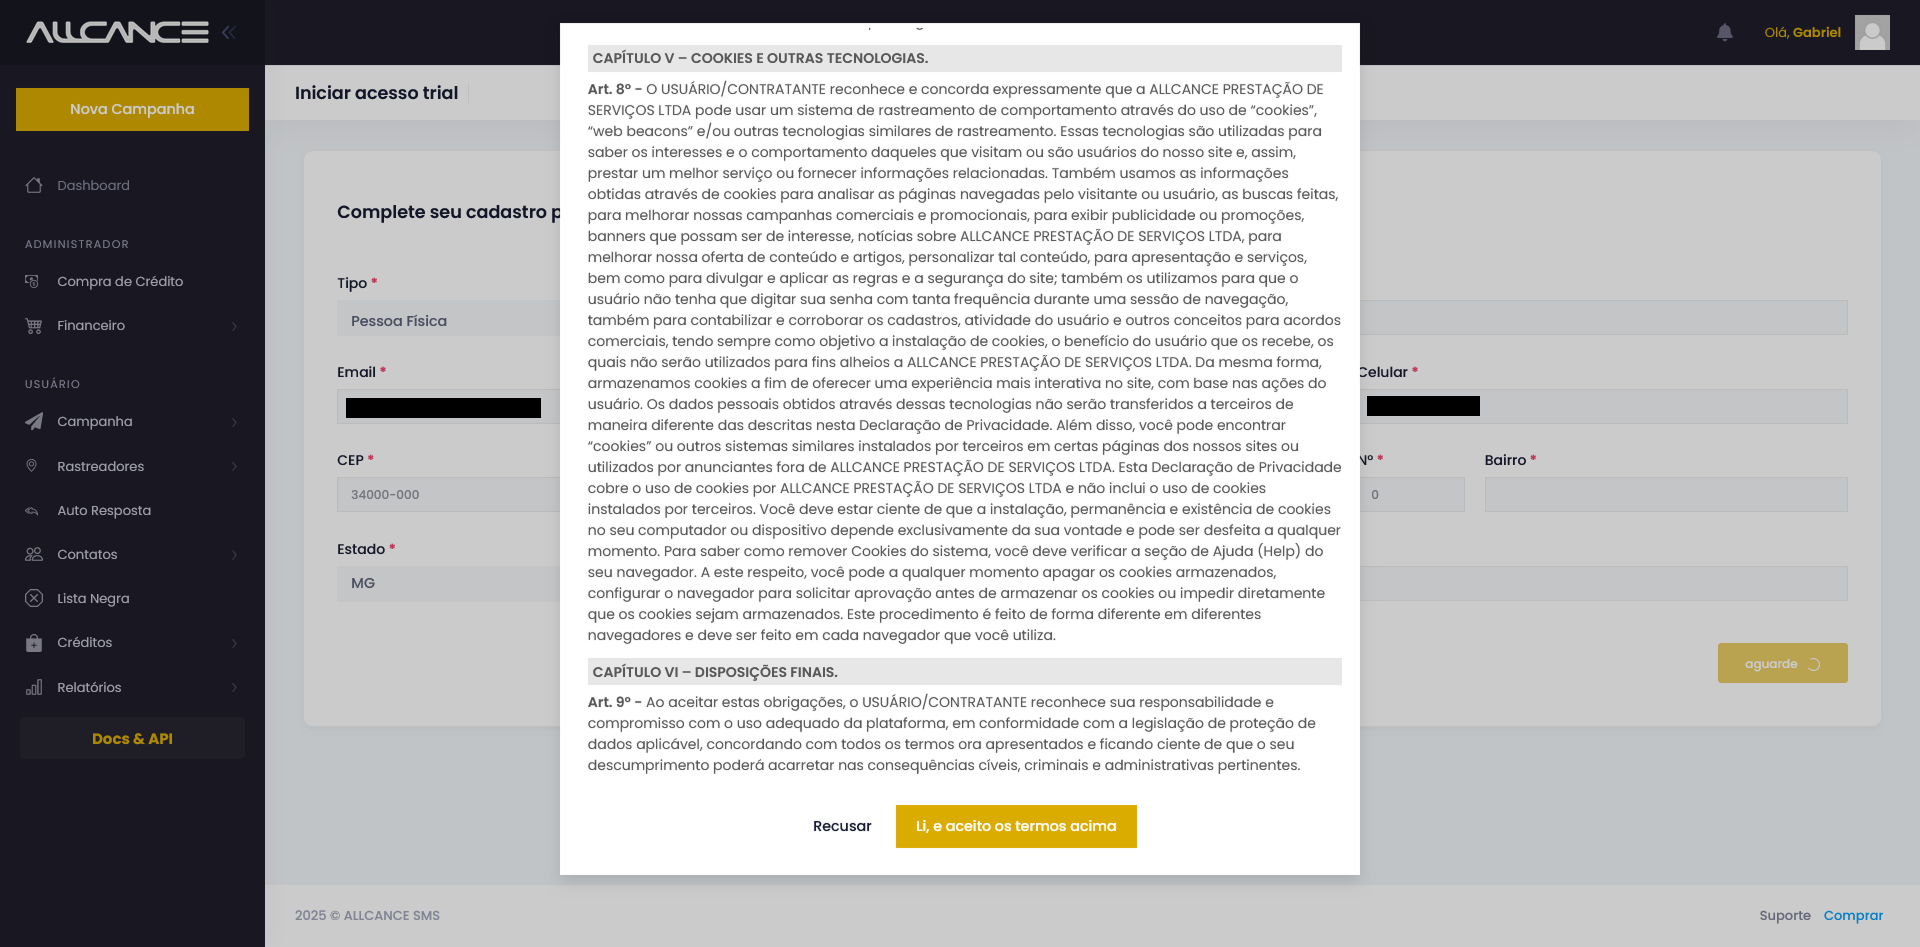 ALLCANCE
Olá, Gabriel
Nova Campanha
Dashboard
ADMINISTRADOR
Compra de Crédito
Financeiro
USUÁRIO
Campanha
Rastreadores
Auto Resposta
Contatos
Lista Negra
Créditos
Relatórios
Docs & API
Iniciar acesso trial
Complete seu cadastro p
Tipo *
Pessoa Física
Email *
Celular *
CEP *
34000-000
Nº *
0
Bairro *
Estado *
MG
aguarde
CAPÍTULO V – COOKIES E OUTRAS TECNOLOGIAS.
Art. 8º - O USUÁRIO/CONTRATANTE reconhece e concorda expressamente que a ALLCANCE PRESTAÇÃO DE
SERVIÇOS LTDA pode usar um sistema de rastreamento de comportamento através do uso de “cookies”,
“web beacons” e/ou outras tecnologias similares de rastreamento. Essas tecnologias são utilizadas para
saber os interesses e o comportamento daqueles que visitam ou são usuários do nosso site e, assim,
prestar um melhor serviço ou fornecer informações relacionadas. Também usamos as informações
obtidas através de cookies para analisar as páginas navegadas pelo visitante ou usuário, as buscas feitas,
para melhorar nossas campanhas comerciais e promocionais, para exibir publicidade ou promoções,
banners que possam ser de interesse, notícias sobre ALLCANCE PRESTAÇÃO DE SERVIÇOS LTDA, para
melhorar nossa oferta de conteúdo e artigos, personalizar tal conteúdo, para apresentação e serviços,
bem como para divulgar e aplicar as regras e a segurança do site; também os utilizamos para que o
usuário não tenha que digitar sua senha com tanta frequência durante uma sessão de navegação,
também para contabilizar e corroborar os cadastros, atividade do usuário e outros conceitos para acordos
comerciais, tendo sempre como objetivo a instalação de cookies, o benefício do usuário que os recebe, os
quais não serão utilizados para fins alheios a ALLCANCE PRESTAÇÃO DE SERVIÇOS LTDA. Da mesma forma,
armazenamos cookies a fim de oferecer uma experiência mais interativa no site, com base nas ações do
usuário. Os dados pessoais obtidos através dessas tecnologias não serão transferidos a terceiros de
maneira diferente das descritas nesta Declaração de Privacidade. Além disso, você pode encontrar
“cookies” ou outros sistemas similares instalados por terceiros em certas páginas dos nossos sites ou
utilizados por anunciantes fora de ALLCANCE PRESTAÇÃO DE SERVIÇOS LTDA. Esta Declaração de Privacidade
cobre o uso de cookies por ALLCANCE PRESTAÇÃO DE SERVIÇOS LTDA e não inclui o uso de cookies
instalados por terceiros. Você deve estar ciente de que a instalação, permanência e existência de cookies
no seu computador ou dispositivo depende exclusivamente da sua vontade e pode ser desfeita a qualquer
momento. Para saber como remover Cookies do sistema, você deve verificar a seção de Ajuda (Help) do
seu navegador. A este respeito, você pode a qualquer momento apagar os cookies armazenados,
configurar o navegador para solicitar aprovação antes de armazenar os cookies ou impedir diretamente
que os cookies sejam armazenados. Este procedimento é feito de forma diferente em diferentes
navegadores e deve ser feito em cada navegador que você utiliza.
CAPÍTULO VI – DISPOSIÇÕES FINAIS.
Art. 9º - Ao aceitar estas obrigações, o USUÁRIO/CONTRATANTE reconhece sua responsabilidade e
compromisso com o uso adequado da plataforma, em conformidade com a legislação de proteção de
dados aplicável, concordando com todos os termos ora apresentados e ficando ciente de que o seu
descumprimento poderá acarretar nas consequências cíveis, criminais e administrativas pertinentes.
Recusar
Li, e aceito os termos acima
2025 © ALLCANCE SMS
Suporte Comprar